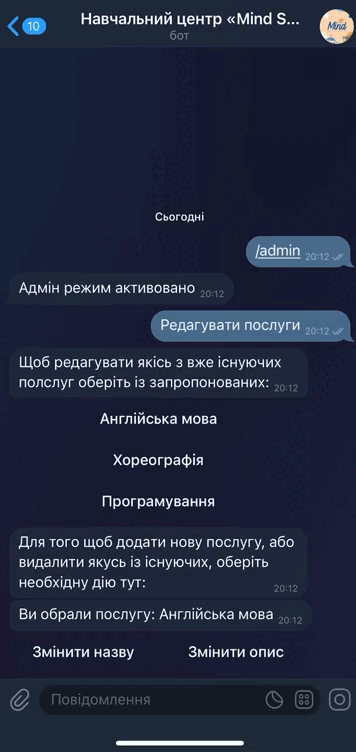 10
Навчальний центр «Mind S...
бот
Mind
Сьогодні
/admin 20:12
Адмін режим активовано 20:12
Редагувати послуги 20:12
Щоб редагувати якісь з вже існуючих
полслуг оберіть із запропонованих: 20:12
Англійська мова
Хореографія
Програмування
Для того щоб додати нову послугу, або
видалити якусь із існуючих, оберіть
необхідну дію тут: 20:12
Ви обрали послугу: Англійська мова 20:12
Змінити назву Змінити опис
Повідомлення